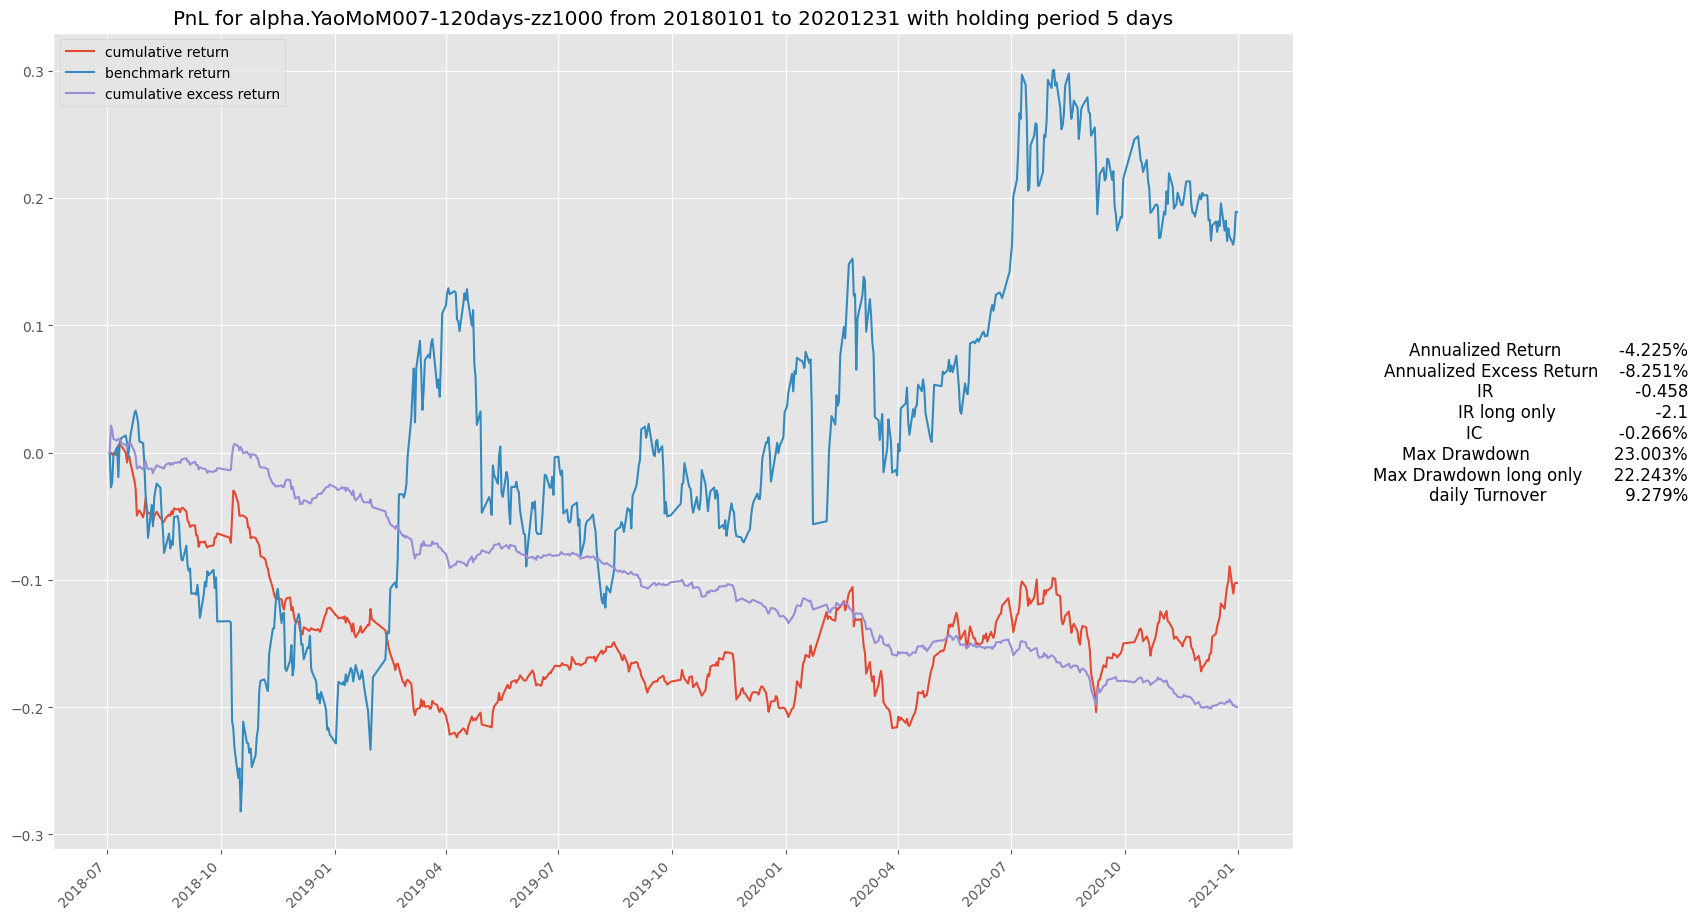 PnL for alpha.YaoMoM007-120days-zz1000 from 20180101 to 20201231 with holding period 5 days
cumulative return
benchmark return
cumulative excess return
0.3
0.2
0.1
0.0
−0.1
−0.2
−0.3
2018-07
2018-10
2019-01
2019-04
2019-07
2019-10
2020-01
2020-04
2020-07
2020-10
2021-01
Annualized Return -4.225%
Annualized Excess Return -8.251%
IR -0.458
IR long only -2.1
IC -0.266%
Max Drawdown 23.003%
Max Drawdown long only 22.243%
daily Turnover 9.279%